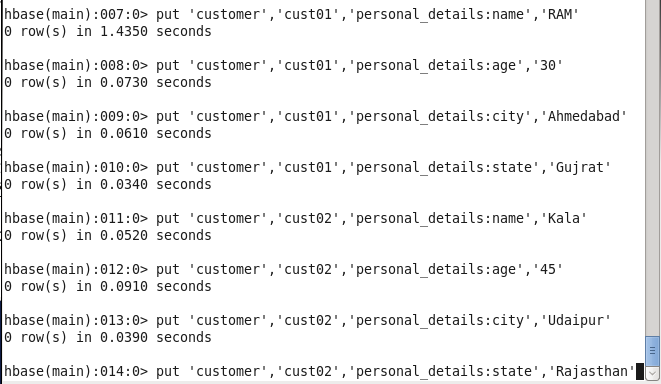 hbase(main):007:0> put 'customer','cust01','personal_details:name','RAM'
0 row(s) in 1.4350 seconds
hbase(main):008:0> put 'customer','cust01','personal_details:age','30'
0 row(s) in 0.0730 seconds
hbase(main):009:0> put 'customer','cust01','personal_details:city','Ahmedabad'
0 row(s) in 0.0610 seconds
hbase(main):010:0> put 'customer','cust01','personal_details:state','Gujrat'
0 row(s) in 0.0340 seconds
hbase(main):011:0> put 'customer','cust02','personal_details:name','Kala'
0 row(s) in 0.0520 seconds
hbase(main):012:0> put 'customer','cust02','personal_details:age','45'
0 row(s) in 0.0910 seconds
hbase(main):013:0> put 'customer','cust02','personal_details:city','Udaipur'
0 row(s) in 0.0390 seconds
hbase(main):014:0> put 'customer','cust02','personal_details:state','Rajasthan'